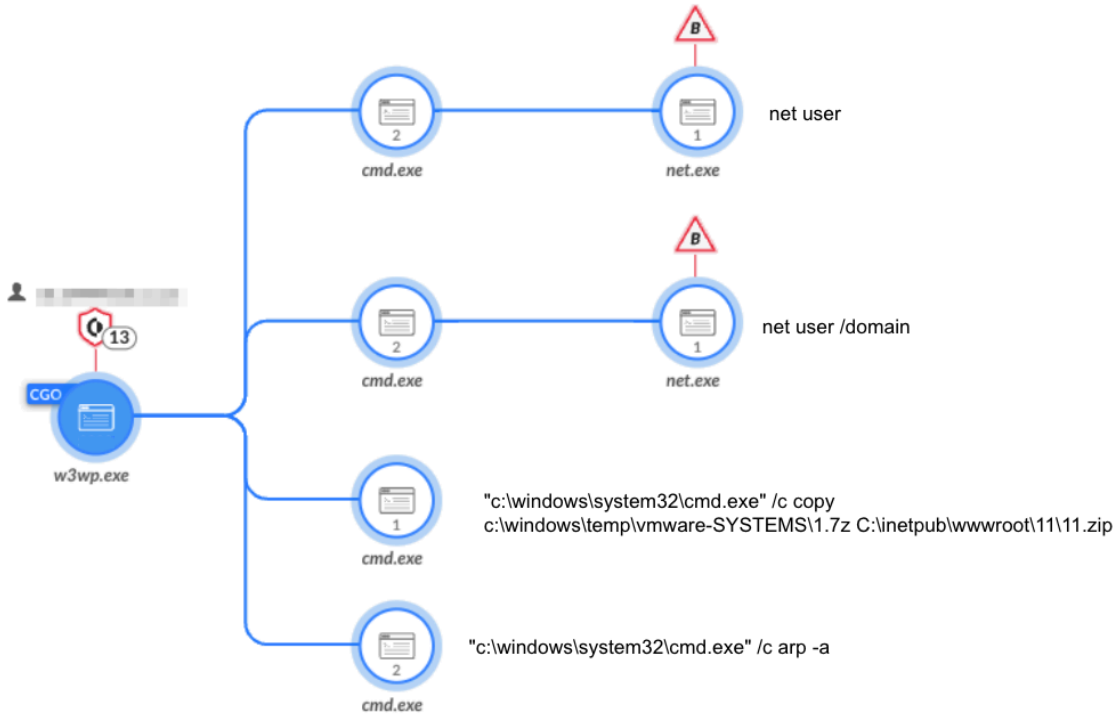 B
2
cmd.exe
1
net.exe
net user
B
2
cmd.exe
1
net.exe
net user /domain
13
CGO
w3wp.exe
1
cmd.exe
"c:\windows\system32\cmd.exe" /c copy
c:\windows\temp\vmware-SYSTEMS\1.7z C:\inetpub\wwwroot\11\11.zip
2
cmd.exe
"c:\windows\system32\cmd.exe" /c arp -a